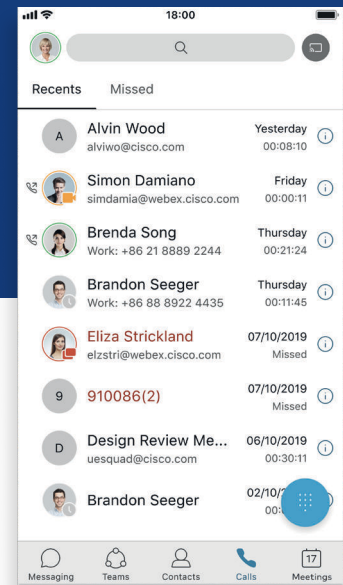 18:00
Recents Missed
A Alvin Wood Yesterday
alviwo@cisco.com 00:08:10
Simon Damiano Friday
simdamia@webex.cisco.com 00:00:11
Brenda Song Thursday
Work: +86 21 8889 2244 00:21:24
Brandon Seeger Thursday
Work: +86 88 8922 4435 00:11:45
Eliza Strickland 07/10/2019
elzstri@webex.cisco.com Missed
9 910086(2) 07/10/2019
Missed
D Design Review Me... 06/10/2019
uesquad@cisco.com 00:30:11
Brandon Seeger 02/10/
00:
17
Messaging Teams Contacts Calls Meetings